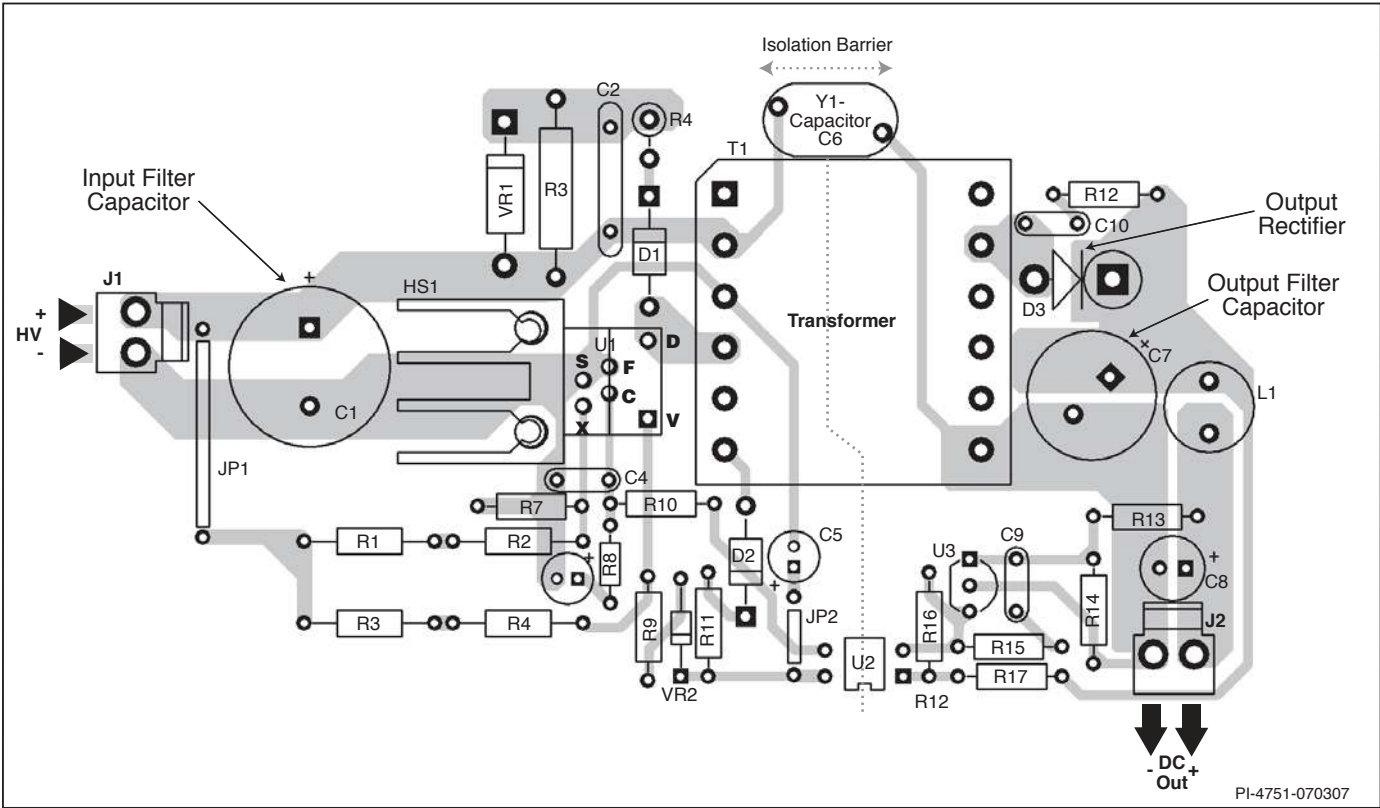 Isolation Barrier
Y1-
Capacitor
C6
C2
R4
T1
VR1
R3
Input Filter
Capacitor
R12
C10
Output
Rectifier
D1
J1
+
HS1
D3
Output Filter
Capacitor
+
HV
-
Transformer
U1
D
S
F
C
X
V
+
C7
C1
L1
JP1
C4
R7
R10
R13
R1
R2
+
R8
D2
C5
+
U3
C9
+
C8
R14
R3
R4
R9
R11
JP2
R16
J2
U2
R15
R17
VR2
R12
- DC +
Out
PI-4751-070307